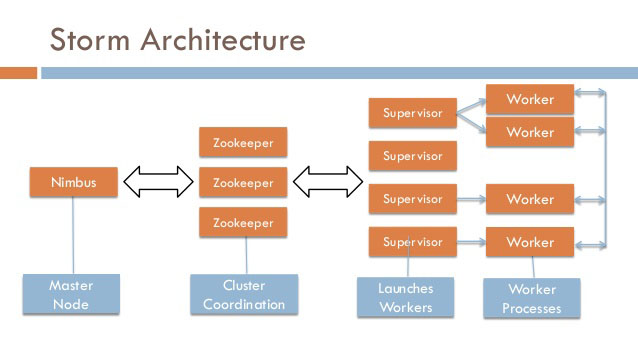 Storm Architecture
Nimbus
Master
Node
Zookeeper
Zookeeper
Zookeeper
Cluster
Coordination
Supervisor
Supervisor
Supervisor
Supervisor
Launches
Workers
Worker
Worker
Worker
Worker
Worker
Processes